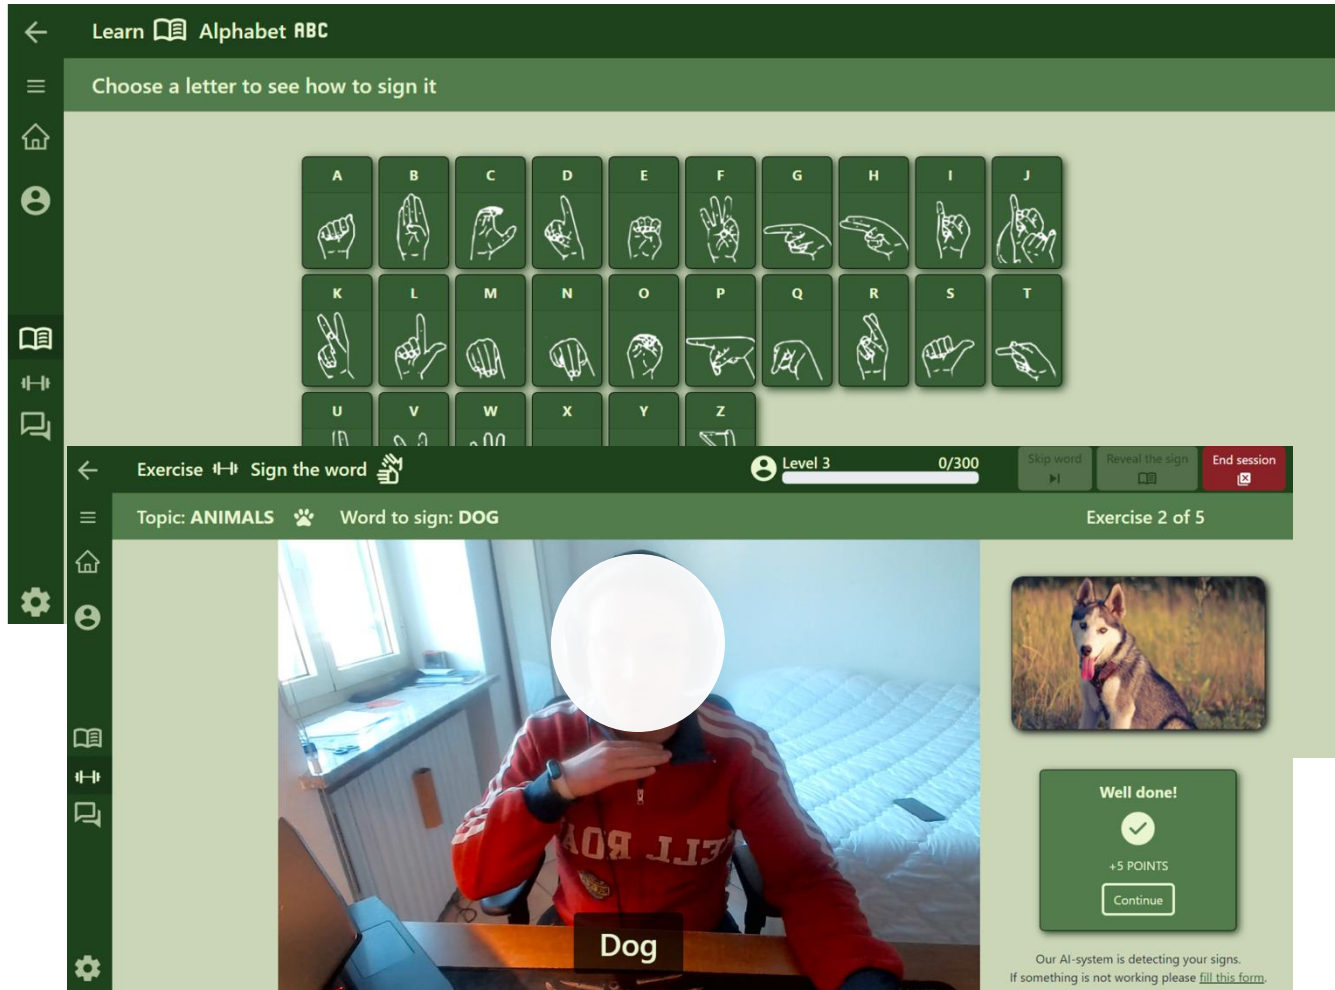 Learn Alphabet ABC
Choose a letter to see how to sign it
A B C D E F G H I J
K L M N O P Q R S T
U V W X Y Z
Exercise Sign the word
Level 3 0/300
Skip word
Reveal the sign
End session
Topic: ANIMALS Word to sign: DOG
Exercise 2 of 5
ELL ROA
Dog
Well done!
+5 POINTS
Continue
Our AI-system is detecting your signs.
If something is not working please fill this form.